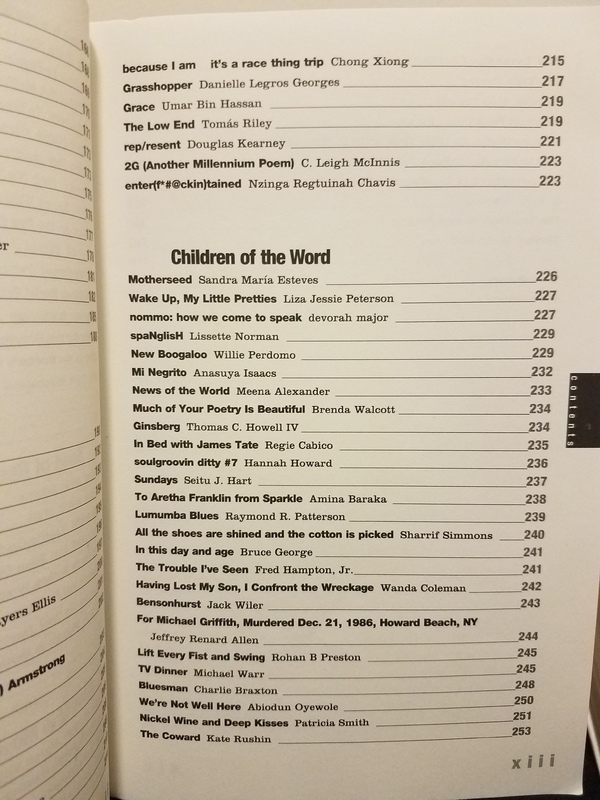 because I am it's a race thing trip Chong Xiong 215
Grasshopper Danielle Legros Georges 217
Grace Umar Bin Hassan 219
The Low End Tomás Riley 219
rep/resent Douglas Kearney 221
2G (Another Millennium Poem) C. Leigh McInnis 223
enter(f*#@ckin)tained Nzinga Regtuinah Chavis 223
Children of the Word
Motherseed Sandra María Esteves 226
Wake Up, My Little Pretties Liza Jessie Peterson 227
nommo: how we come to speak devorah major 227
spaNglisH Lissette Norman 229
New Boogaloo Willie Perdomo 229
Mi Negrito Anasuya Isaacs 232
News of the World Meena Alexander 233
Much of Your Poetry Is Beautiful Brenda Walcott 234
Ginsberg Thomas C. Howell IV 234
In Bed with James Tate Regie Cabico 235
soulgroovin ditty #7 Hannah Howard 236
Sundays Seitu J. Hart 237
To Aretha Franklin from Sparkle Amina Baraka 238
Lumumba Blues Raymond R. Patterson 239
All the shoes are shined and the cotton is picked Sharrif Simmons 240
In this day and age Bruce George 241
The Trouble I've Seen Fred Hampton, Jr. 241
Having Lost My Son, I Confront the Wreckage Wanda Coleman 242
Bensonhurst Jack Wiler 243
For Michael Griffith, Murdered Dec. 21, 1986, Howard Beach, NY
Jeffrey Renard Allen 244
Lift Every Fist and Swing Rohan B Preston 245
TV Dinner Michael Warr 245
Bluesman Charlie Braxton 248
We're Not Well Here Abiodun Oyewole 250
Nickel Wine and Deep Kisses Patricia Smith 251
The Coward Kate Rushin 253
xiii
contents
yers Ellis
) Armstrong